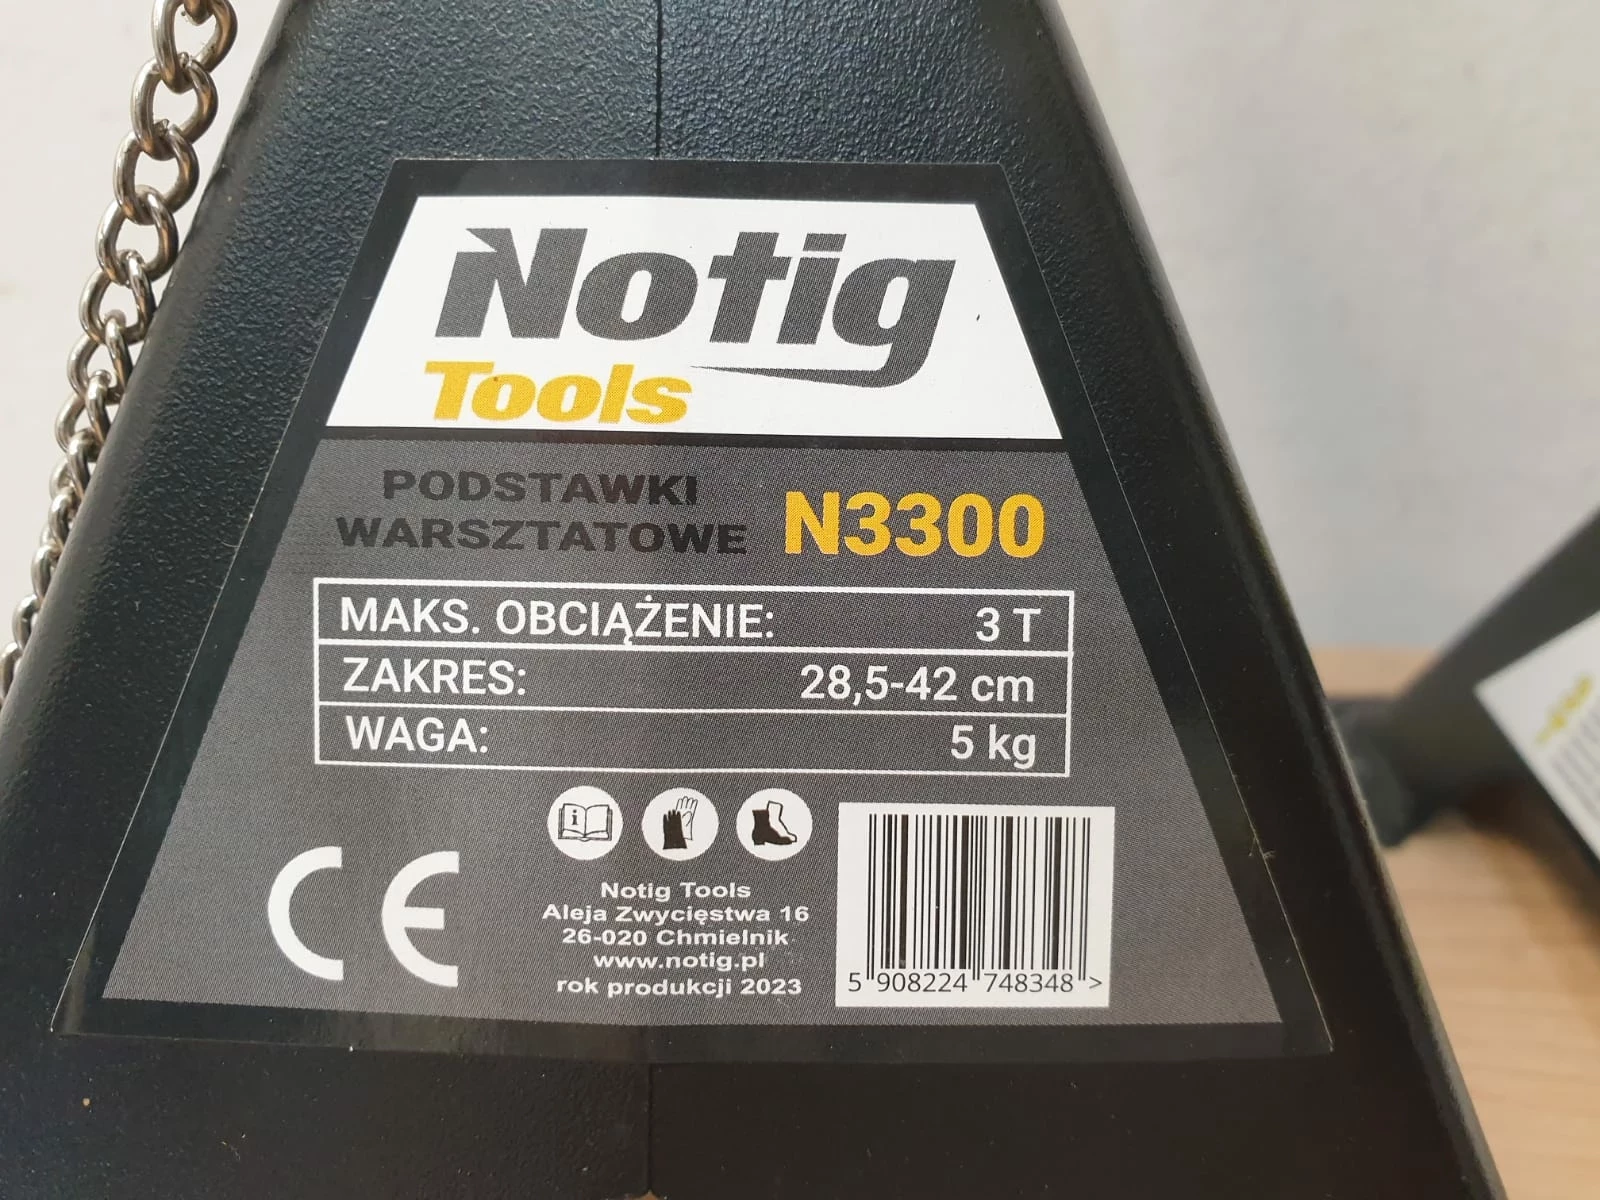 Notig
Tools
PODSTAWKI
WARSZTATOWE
N3300
MAKS. OBCIĄŻENIE: 3 T
ZAKRES: 28,5-42 cm
WAGA: 5 kg
CE
Notig Tools
Aleja Zwycięstwa 16
26-020 Chmielnik
www.notig.pl
rok produkcji 2023
5 908224 748348 >